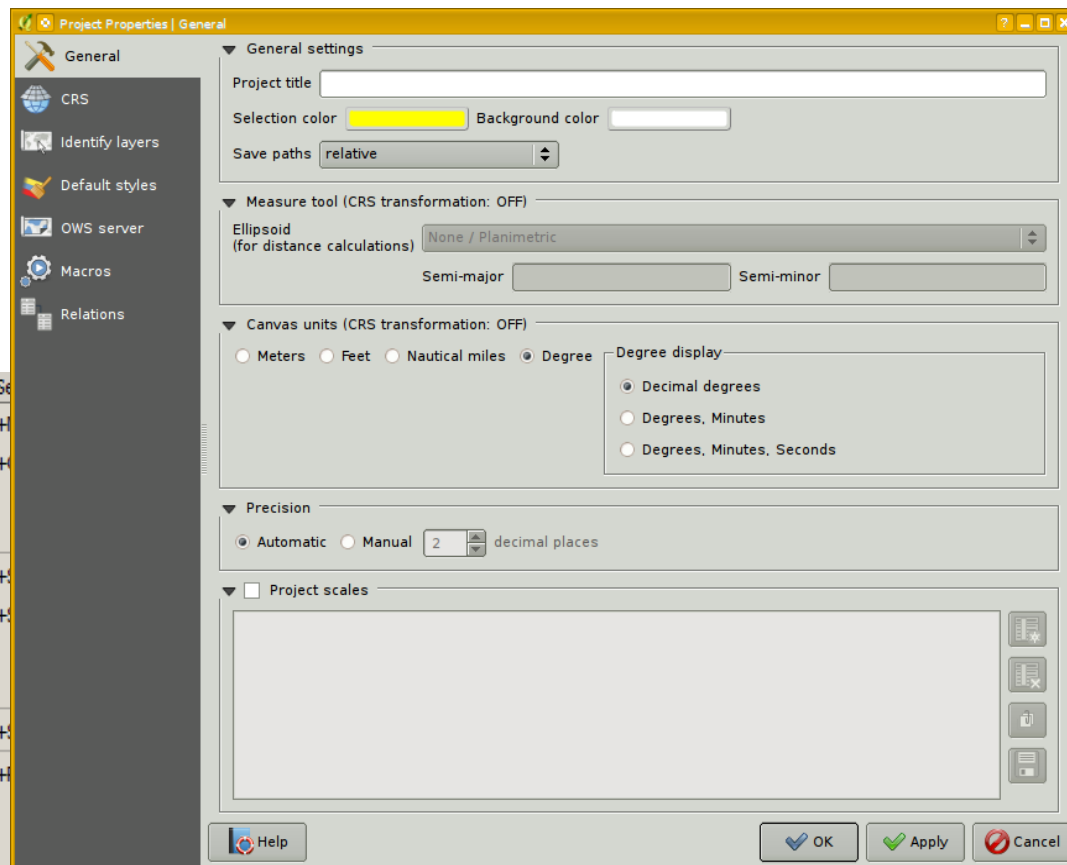 Project Properties | General
General
CRS
Identify layers
Default styles
OWS server
Macros
Relations
General settings
Project title
Selection color Background color
Save paths relative
Measure tool (CRS transformation: OFF)
Ellipsoid
(for distance calculations) None / Planimetric
Semi-major Semi-minor
Canvas units (CRS transformation: OFF)
Meters Feet Nautical miles Degree Degree display
Decimal degrees
Degrees, Minutes
Degrees, Minutes, Seconds
Precision
Automatic Manual 2 decimal places
Project scales
Help OK Apply Cancel